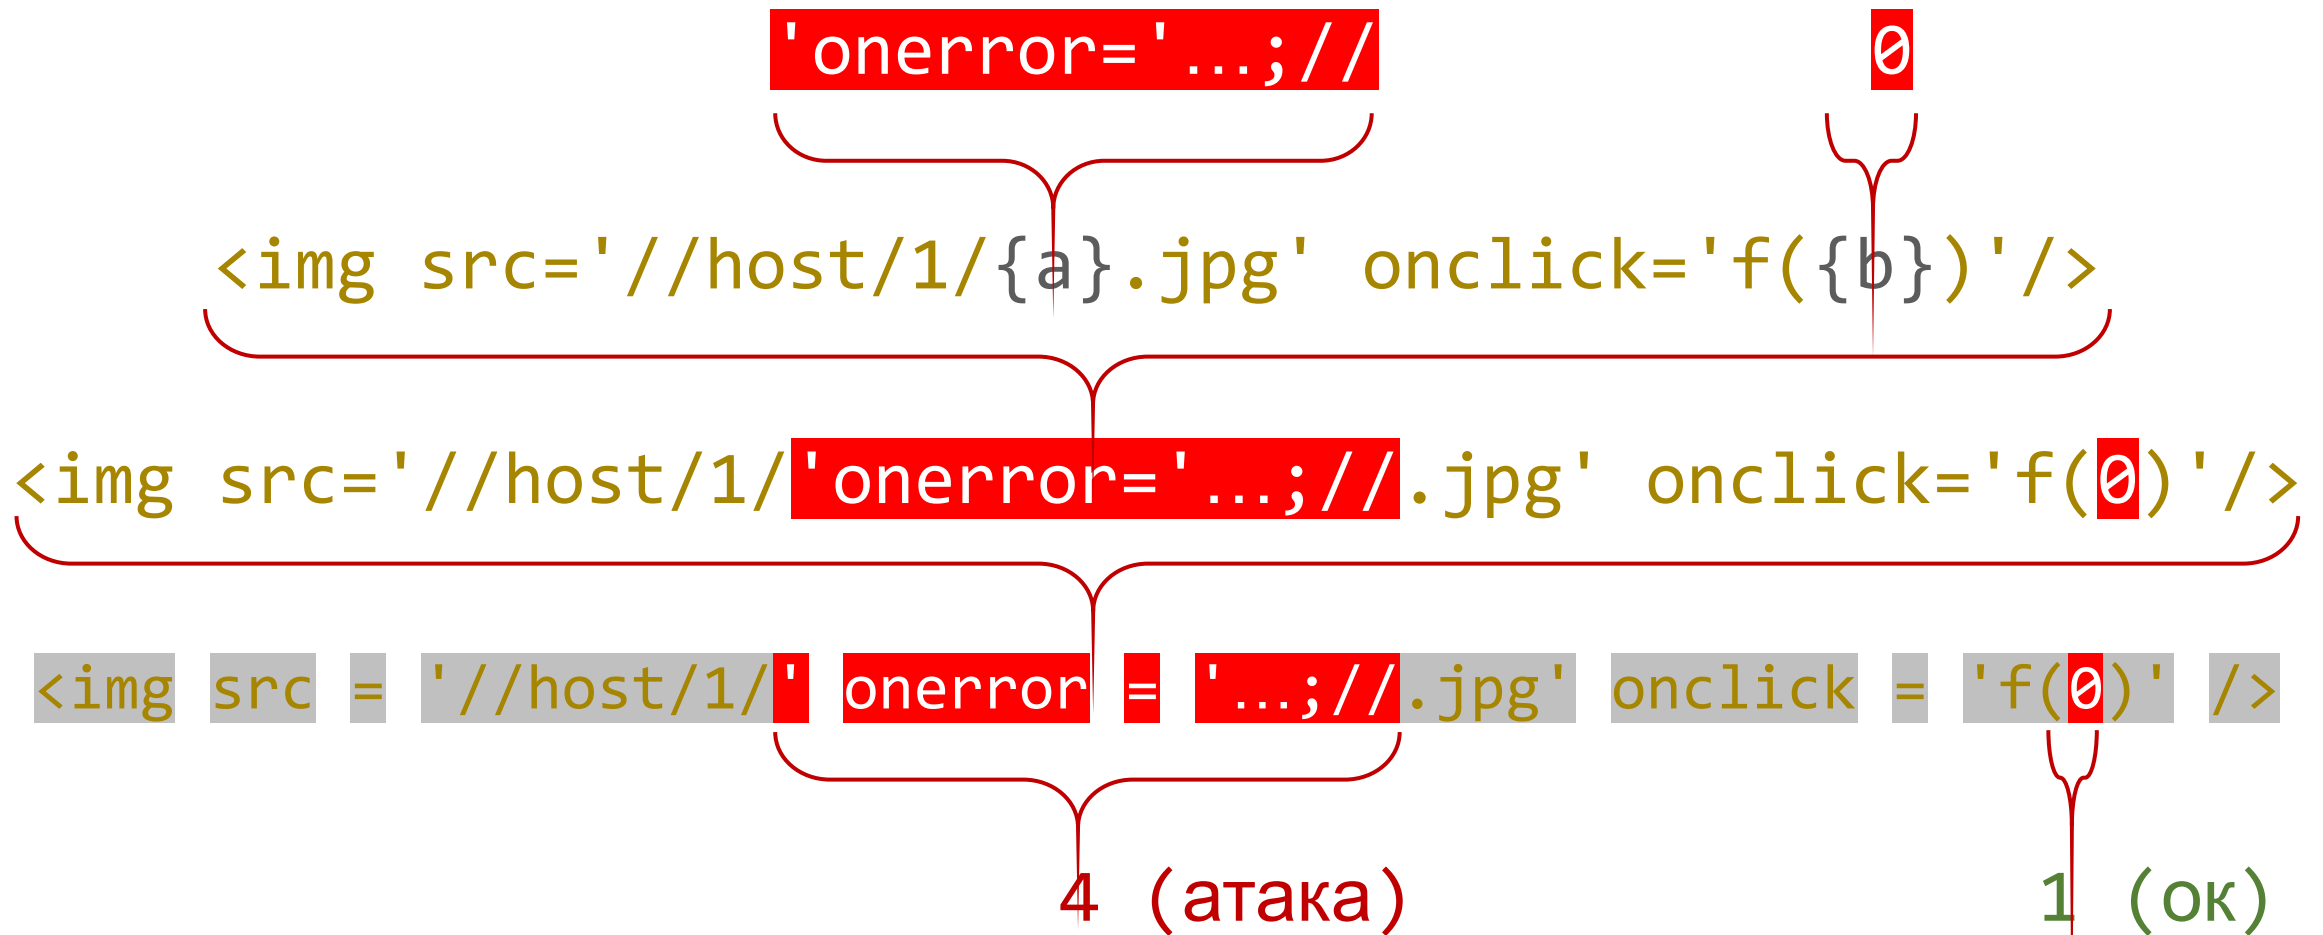 'onerror='…;// 0
<img src='//host/1/{a}.jpg' onclick='f({b})'/>
<img src='//host/1/'onerror='…;//.jpg' onclick='f(0)'/>
<img src = '//host/1/' onerror = '…;//.jpg' onclick = 'f(0)' />
4 (атака) 1 (ок)